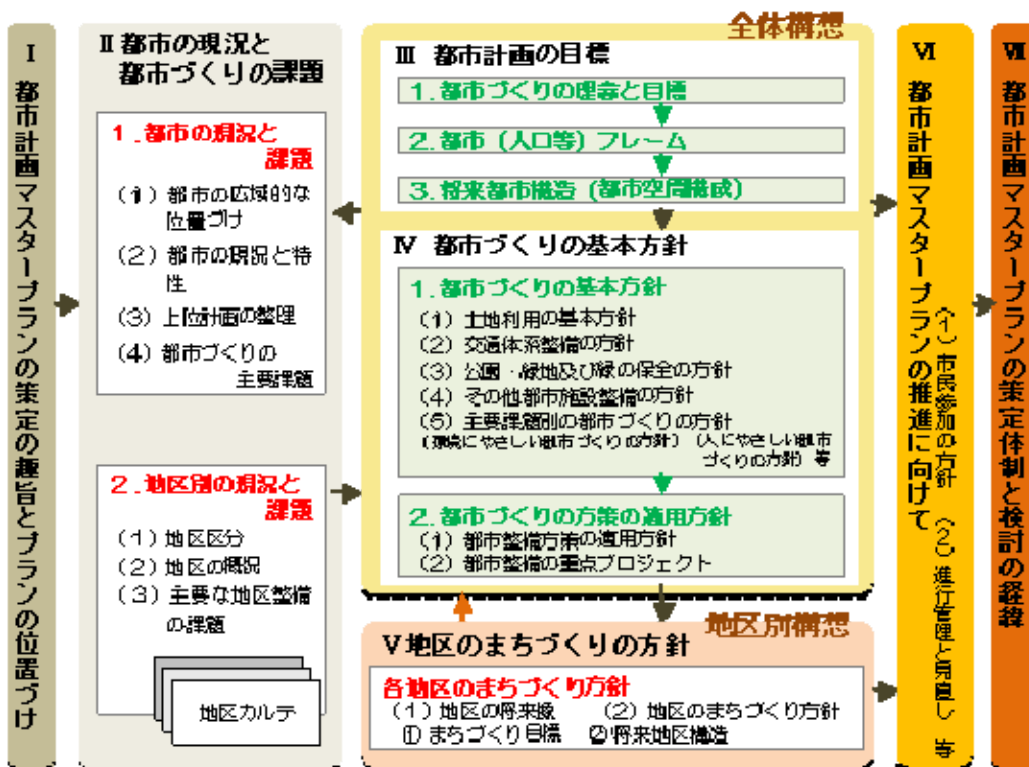 Ⅰ 都市計画マスタープランの策定の趣旨とプランの位置づけ
Ⅱ 都市の現況と
都市づくりの課題
1.都市の現況と
課題
(1) 都市の広域的な
位置づけ
(2) 都市の現況と特
性
(3) 上位計画の整理
(4) 都市づくりの
主要課題
2.地区別の現況と
課題
(1) 地区区分
(2) 地区の概況
(3) 主要な地区整備
の課題
地区カルテ
全体構想
Ⅲ 都市計画の目標
1.都市づくりの理念と目標
2.都市 (人口等) フレーム
3.将来都市構造 (都市空間構成)
Ⅳ 都市づくりの基本方針
1.都市づくりの基本方針
(1) 土地利用の基本方針
(2) 交通体系整備の方針
(3) 公園・緑地及び緑の保全の方針
(4) その他都市施設整備の方針
(5) 主要課題別の都市づくりの方針
(環境にやさしい都市づくりの方針) (人にやさしい都市
づくりの方針) 等
2.都市づくりの方策の適用方針
(1) 都市整備方策の適用方針
(2) 都市整備の重点プロジェクト
地区別構想
Ⅴ地区のまちづくりの方針
各地区のまちづくり方針
(1) 地区の将来像 (2) 地区のまちづくり方針
① まちづくり目標 ②将来地区構造
Ⅵ 都市計画マスタープランの推進に向けて
(1) 市民参加の方針 (2) 進行管理と見直し 等
Ⅶ 都市計画マスタープランの策定体制と検討の経緯